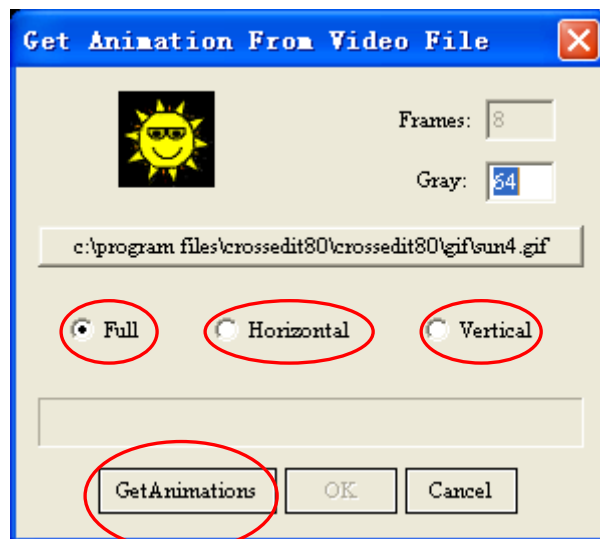 Get Animation From Video File
Frames: 8
Gray: 64
c:\program files\crossedit80\crossedit80\gif\sun4.gif
Full Horizontal Vertical
GetAnimations OK Cancel